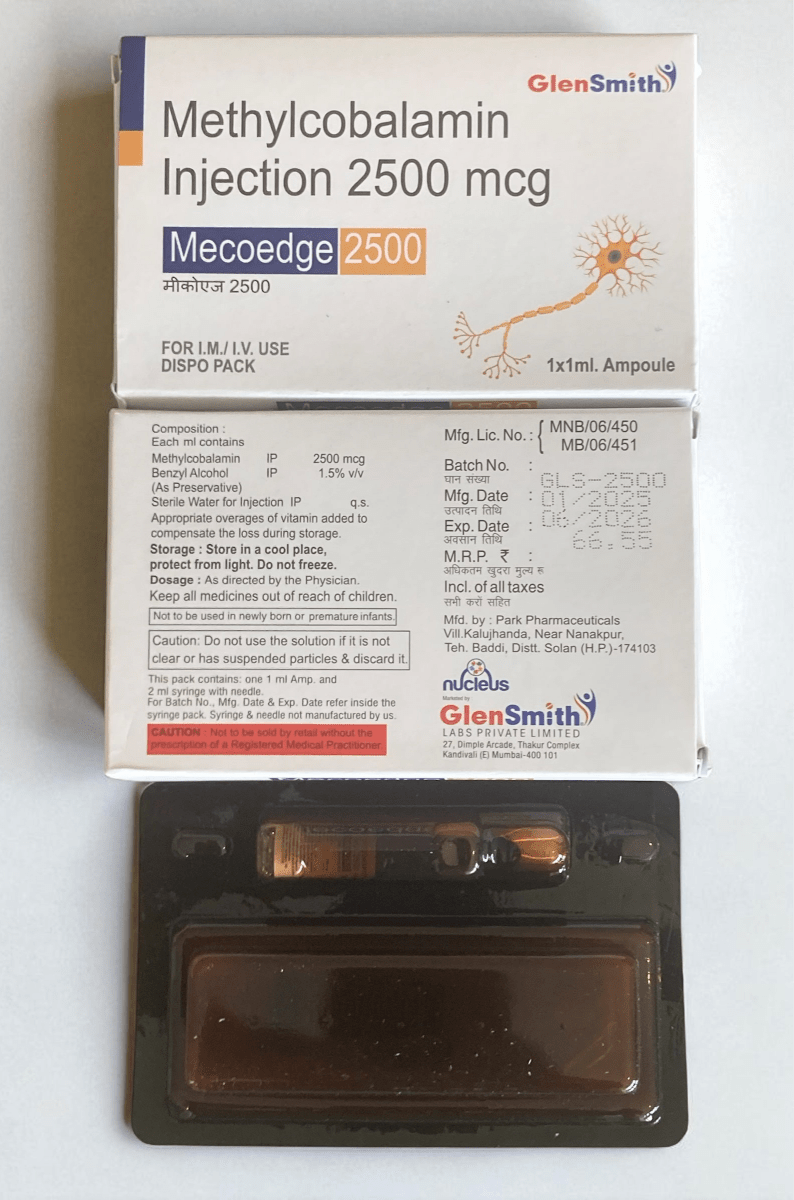 GlenSmith
Methylcobalamin
Injection 2500 mcg
Mecoedge 2500
मीकोएज 2500
FOR I.M./ I.V. USE
DISPO PACK
1x1ml. Ampoule
Composition :
Each ml contains
Methylcobalamin IP 2500 mcg
Benzyl Alcohol IP 1.5% v/v
(As Preservative)
Sterile Water for Injection IP q.s.
Appropriate overages of vitamin added to
compensate the loss during storage.
Storage : Store in a cool place,
protect from light. Do not freeze.
Dosage : As directed by the Physician.
Keep all medicines out of reach of children.
Not to be used in newly born or premature infants.
Caution: Do not use the solution if it is not
clear or has suspended particles & discard it.
This pack contains: one 1 ml Amp. and
2 ml syringe with needle.
For Batch No., Mfg. Date & Exp. Date refer inside the
syringe pack. Syringe & needle not manufactured by us.
CAUTION : Not to be sold by retail without the
prescription of a Registered Medical Practitioner
Mfg. Lic. No. : { MNB/06/450
MB/06/451
Batch No. : GLS-2500
घान संख्या
Mfg. Date : 01/2025
उत्पादन तिथि
Exp. Date : 06/2026
अवसान तिथि
M.R.P. ₹ : 66.55
अधिकतम खुदरा मुल्य रू
Incl. of all taxes
सभी करों सहित
Mfd. by : Park Pharmaceuticals
Vill.Kalujhanda, Near Nanakpur,
Teh. Baddi, Distt. Solan (H.P.)-174103
nucleus
Marketed by
GlenSmith
LABS PRIVATE LIMITED
27, Dimple Arcade, Thakur Complex
Kandivali (E) Mumbai-400 101